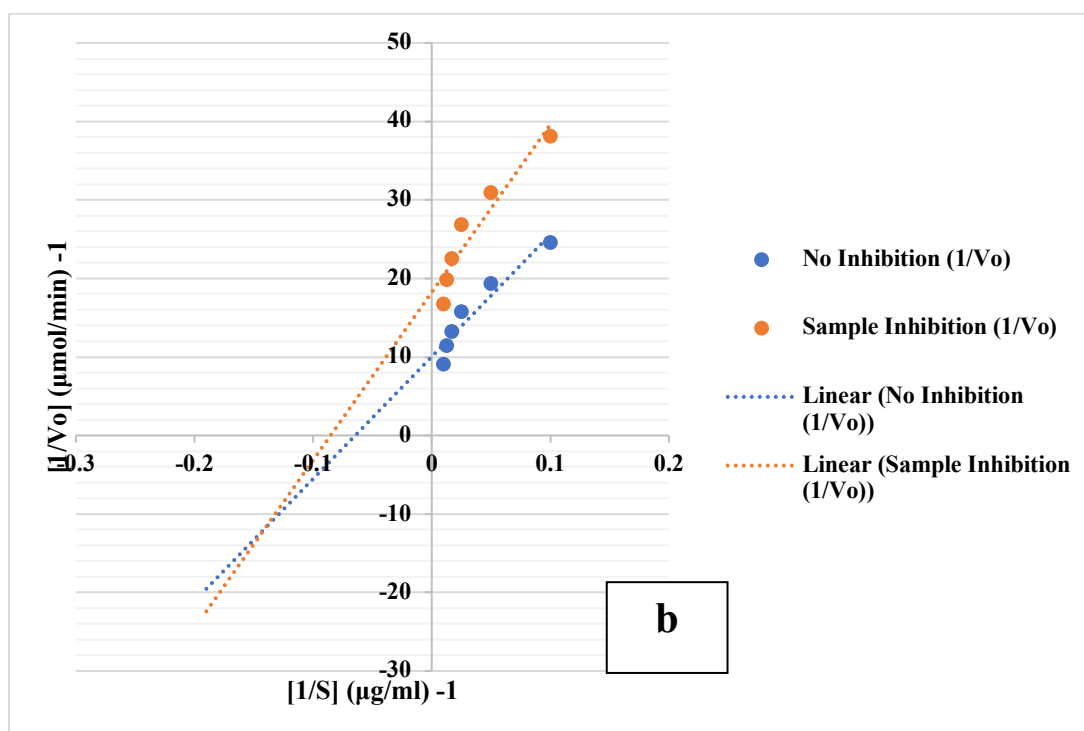 50
40
30
20
10
0
-10
-20
-30
-0.3
-0.2
-0.1
0
0.1
0.2
[1/Vo] (µmol/min) -1
[1/S] (µg/ml) -1
No Inhibition (1/Vo)
Sample Inhibition (1/Vo)
Linear (No Inhibition
(1/Vo))
Linear (Sample Inhibition
(1/Vo))
b